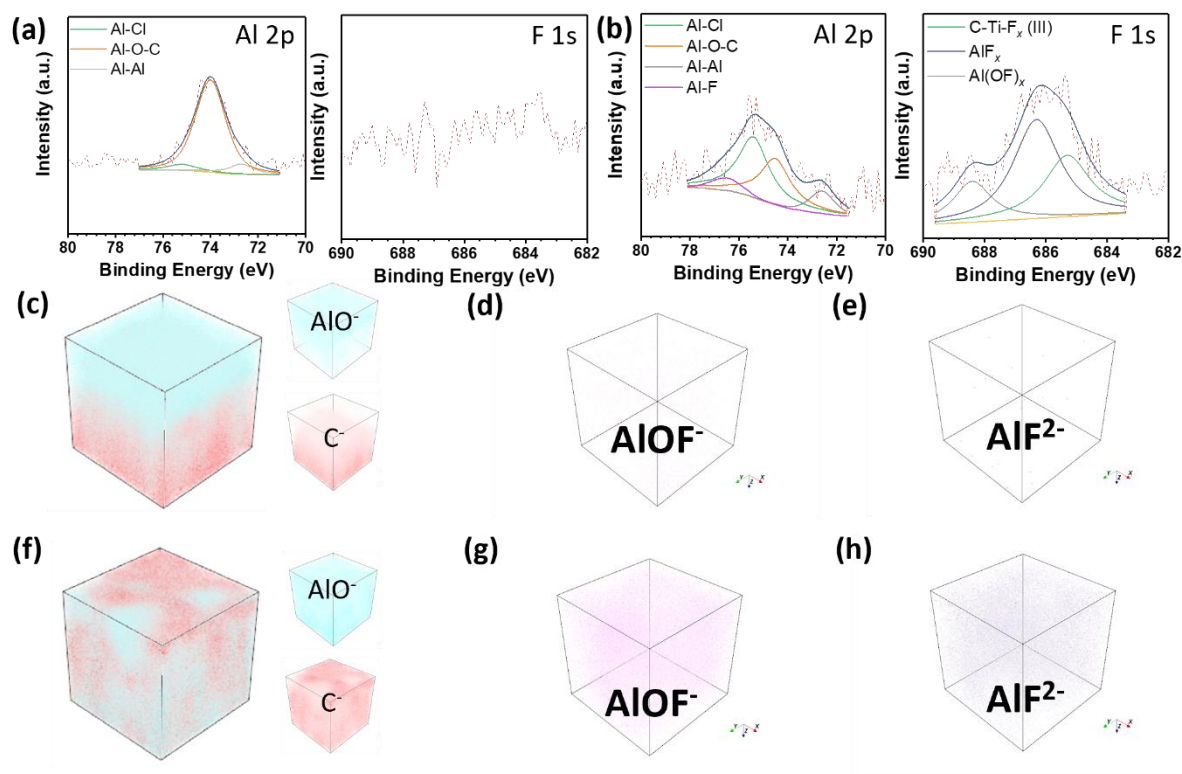 (a)
Al-Cl
Al-O-C
Al-Al
Al 2p
Intensity (a.u.)
80 78 76 74 72 70
Binding Energy (eV)
F 1s
Intensity (a.u.)
690 688 686 684 682
Binding Energy (eV)
(b)
Al-Cl
Al-O-C
Al-Al
Al-F
Al 2p
Intensity (a.u.)
80 78 76 74 72 70
Binding Energy (eV)
C-Ti-Fₓ (III)
AlFₓ
Al(OF)ₓ
F 1s
Intensity (a.u.)
690 688 686 684 682
Binding Energy (eV)
(c)
AlO⁻
C⁻
(d)
AlOF⁻
Y X
Z
(e)
AlF²⁻
Y X
Z
(f)
AlO⁻
C⁻
(g)
AlOF⁻
Y X
Z
(h)
AlF²⁻
Y X
Z